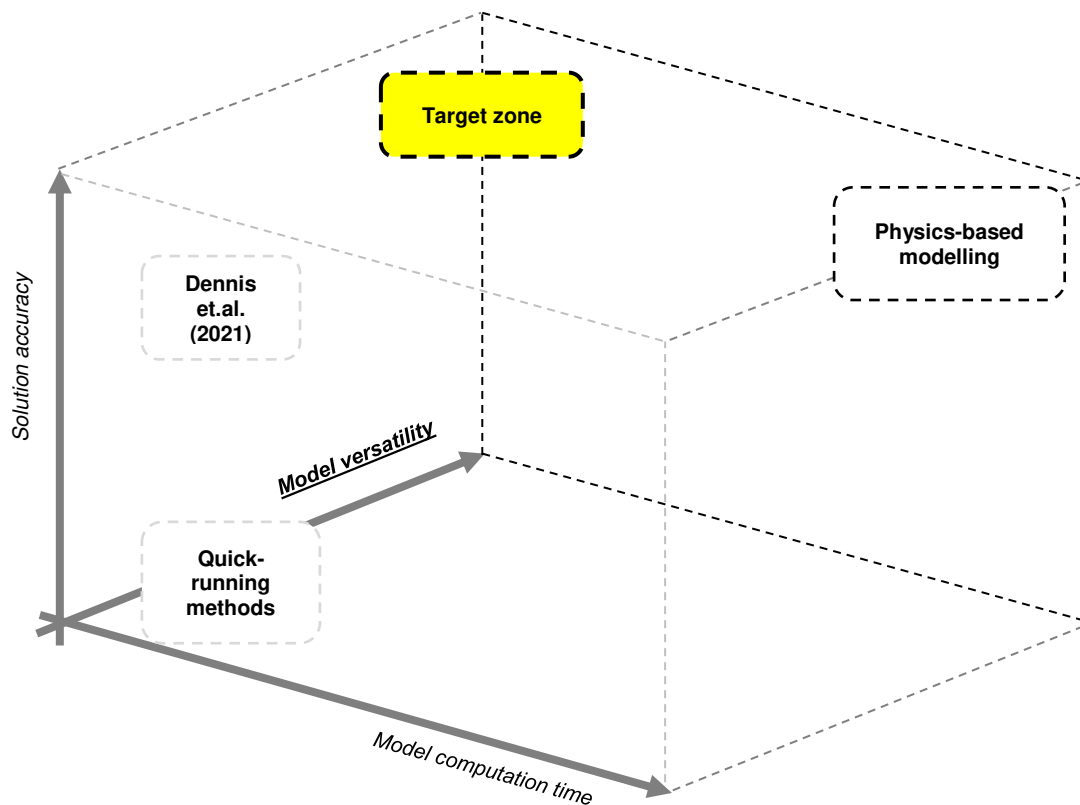 Target zone
Physics-based
modelling
Dennis
et.al.
(2021)
Solution accuracy
Model versatility
Quick-
running
methods
Model computation time